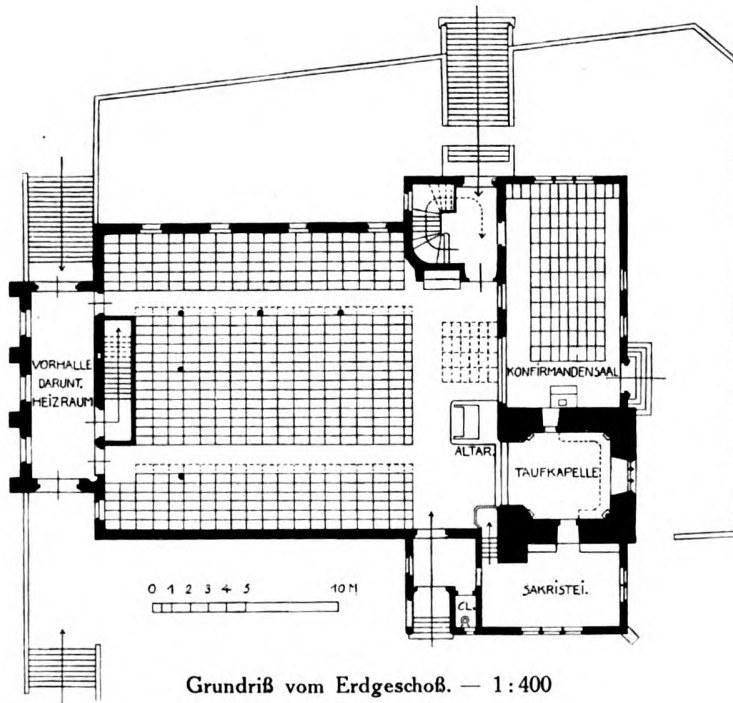 VORHALLE
DARUNT.
HEIZRAUM
KONFIRMANDENSAAL
ALTAR.
TAUFKAPELLE
SAKRISTEI.
CL.
0 1 2 3 4 5 10 M
Grundriß vom Erdgeschoß. — 1:400